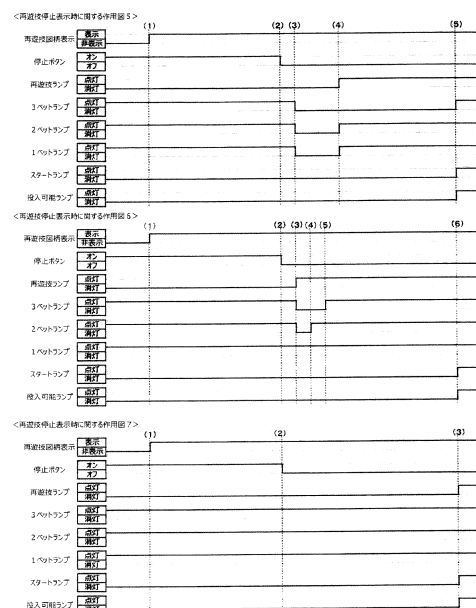 <再遊技停止表示時に関する作用図5>
(1) (2) (3) (4) (5)
再遊技図柄表示 表示
非表示
停止ボタン オン
オフ
再遊技ランプ 点灯
消灯
3ベットランプ 点灯
消灯
2ベットランプ 点灯
消灯
1ベットランプ 点灯
消灯
スタートランプ 点灯
消灯
投入可能ランプ 点灯
消灯
<再遊技停止表示時に関する作用図6>
(1) (2) (3) (4) (5) (6)
再遊技図柄表示 表示
非表示
停止ボタン オン
オフ
再遊技ランプ 点灯
消灯
3ベットランプ 点灯
消灯
2ベットランプ 点灯
消灯
1ベットランプ 点灯
消灯
スタートランプ 点灯
消灯
投入可能ランプ 点灯
消灯
<再遊技停止表示時に関する作用図7>
(1) (2) (3)
再遊技図柄表示 表示
非表示
停止ボタン オン
オフ
再遊技ランプ 点灯
消灯
3ベットランプ 点灯
消灯
2ベットランプ 点灯
消灯
1ベットランプ 点灯
消灯
スタートランプ 点灯
消灯
投入可能ランプ 点灯